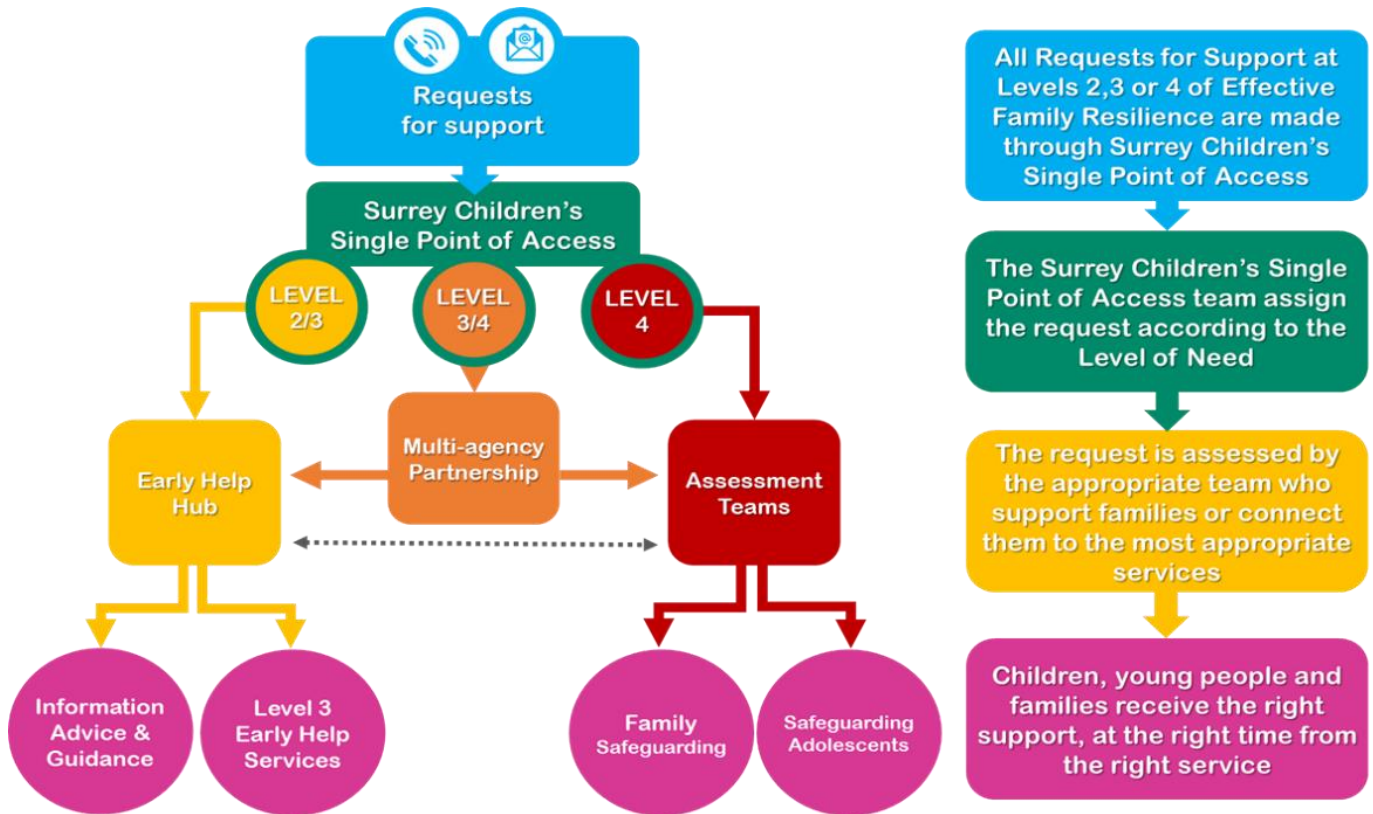 Requests
for support
Surrey Children's
Single Point of Access
LEVEL
2/3
LEVEL
3/4
LEVEL
4
Early Help
Hub
Multi-agency
Partnership
Assessment
Teams
Information
Advice &
Guidance
Level 3
Early Help
Services
Family
Safeguarding
Safeguarding
Adolescents
All Requests for Support at
Levels 2,3 or 4 of Effective
Family Resilience are made
through Surrey Children's
Single Point of Access
The Surrey Children's Single
Point of Access team assign
the request according to the
Level of Need
The request is assessed by
the appropriate team who
support families or connect
them to the most appropriate
services
Children, young people and
families receive the right
support, at the right time from
the right service